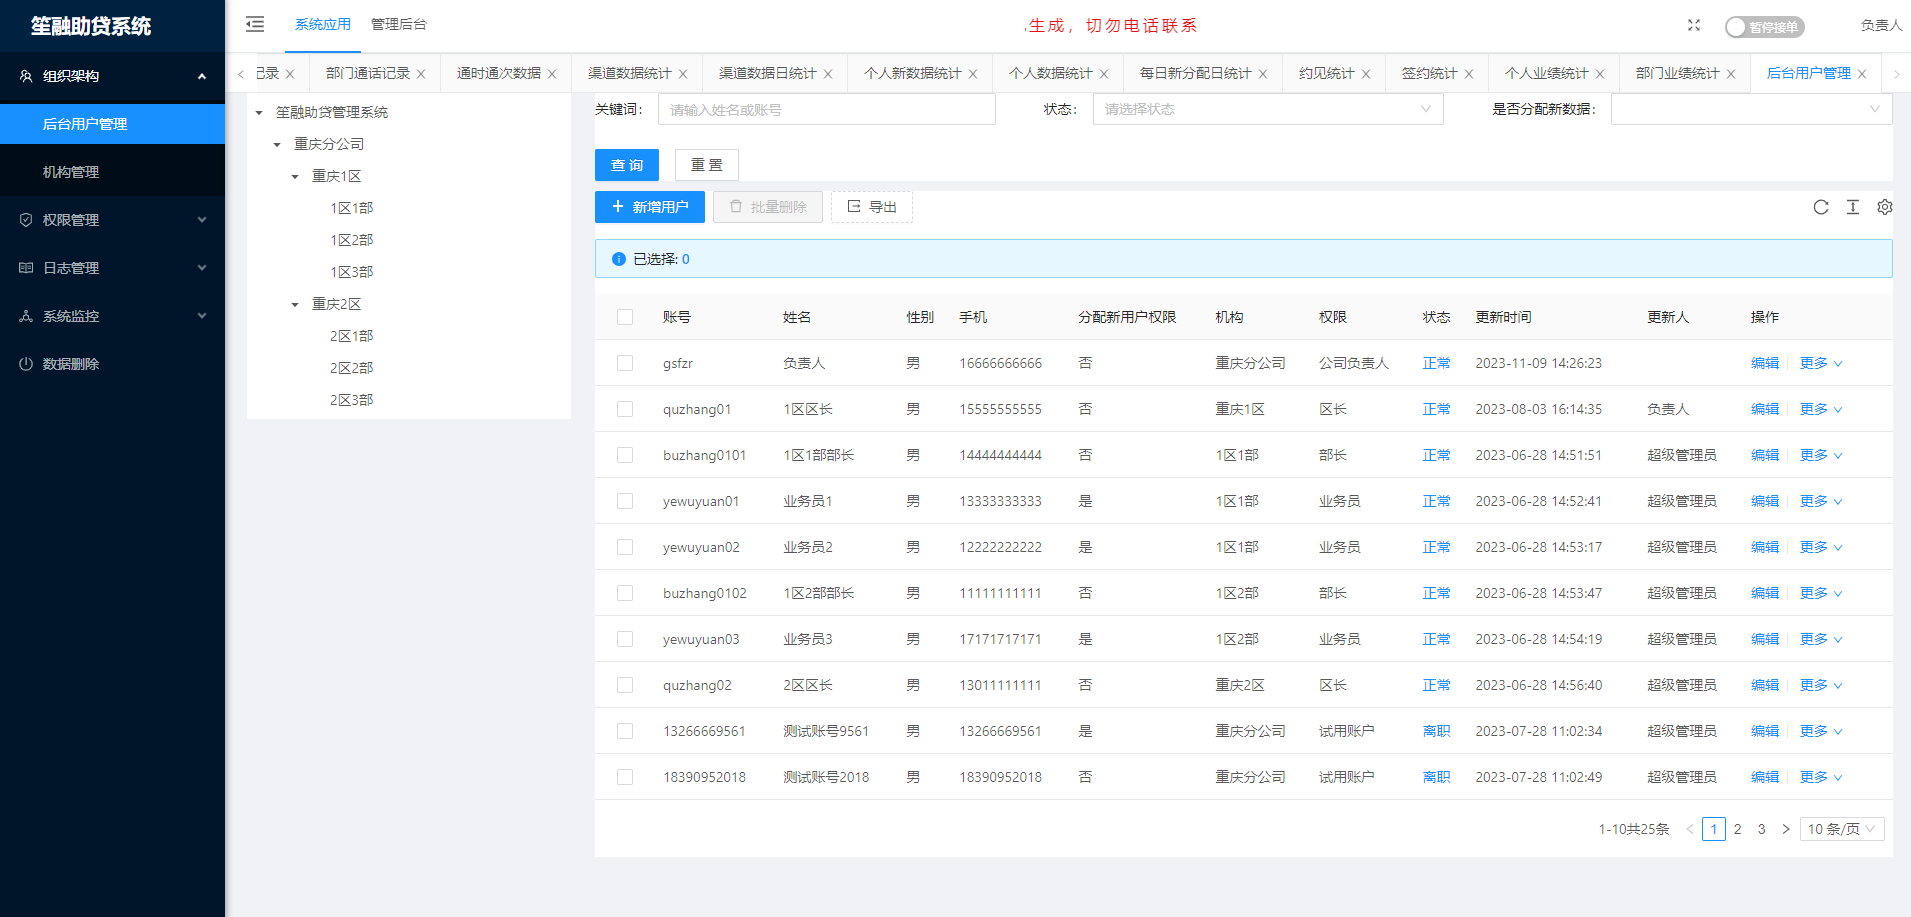 笙融助贷系统
系统应用 管理后台
生成，切勿电话联系
暂停接单
负责人
组织架构
后台用户管理
机构管理
权限管理
日志管理
系统监控
数据删除
记录 部门通话记录 通时通次数据 渠道数据统计 渠道数据日统计 个人新数据统计 个人数据统计 每日新分配日统计 约见统计 签约统计 个人业绩统计 部门业绩统计 后台用户管理
笙融助贷管理系统
重庆分公司
重庆1区
1区1部
1区2部
1区3部
重庆2区
2区1部
2区2部
2区3部
关键词： 请输入姓名或账号 状态： 请选择状态 是否分配新数据：
查 询 重 置
新增用户 批量删除 导出
已选择: 0
账号 姓名 性别 手机 分配新用户权限 机构 权限 状态 更新时间 更新人 操作
gsfzr 负责人 男 16666666666 否 重庆分公司 公司负责人 正常 2023-11-09 14:26:23 编辑 更多
quzhang01 1区区长 男 15555555555 否 重庆1区 区长 正常 2023-08-03 16:14:35 负责人 编辑 更多
buzhang0101 1区1部部长 男 14444444444 否 1区1部 部长 正常 2023-06-28 14:51:51 超级管理员 编辑 更多
yewuyuan01 业务员1 男 13333333333 是 1区1部 业务员 正常 2023-06-28 14:52:41 超级管理员 编辑 更多
yewuyuan02 业务员2 男 12222222222 是 1区1部 业务员 正常 2023-06-28 14:53:17 超级管理员 编辑 更多
buzhang0102 1区2部部长 男 11111111111 否 1区2部 部长 正常 2023-06-28 14:53:47 超级管理员 编辑 更多
yewuyuan03 业务员3 男 17171717171 是 1区2部 业务员 正常 2023-06-28 14:54:19 超级管理员 编辑 更多
quzhang02 2区区长 男 13011111111 否 重庆2区 区长 正常 2023-06-28 14:56:40 超级管理员 编辑 更多
13266669561 测试账号9561 男 13266669561 是 重庆分公司 试用账户 离职 2023-07-28 11:02:34 超级管理员 编辑 更多
18390952018 测试账号2018 男 18390952018 否 重庆分公司 试用账户 离职 2023-07-28 11:02:49 超级管理员 编辑 更多
1-10共25条 1 2 3 10 条/页